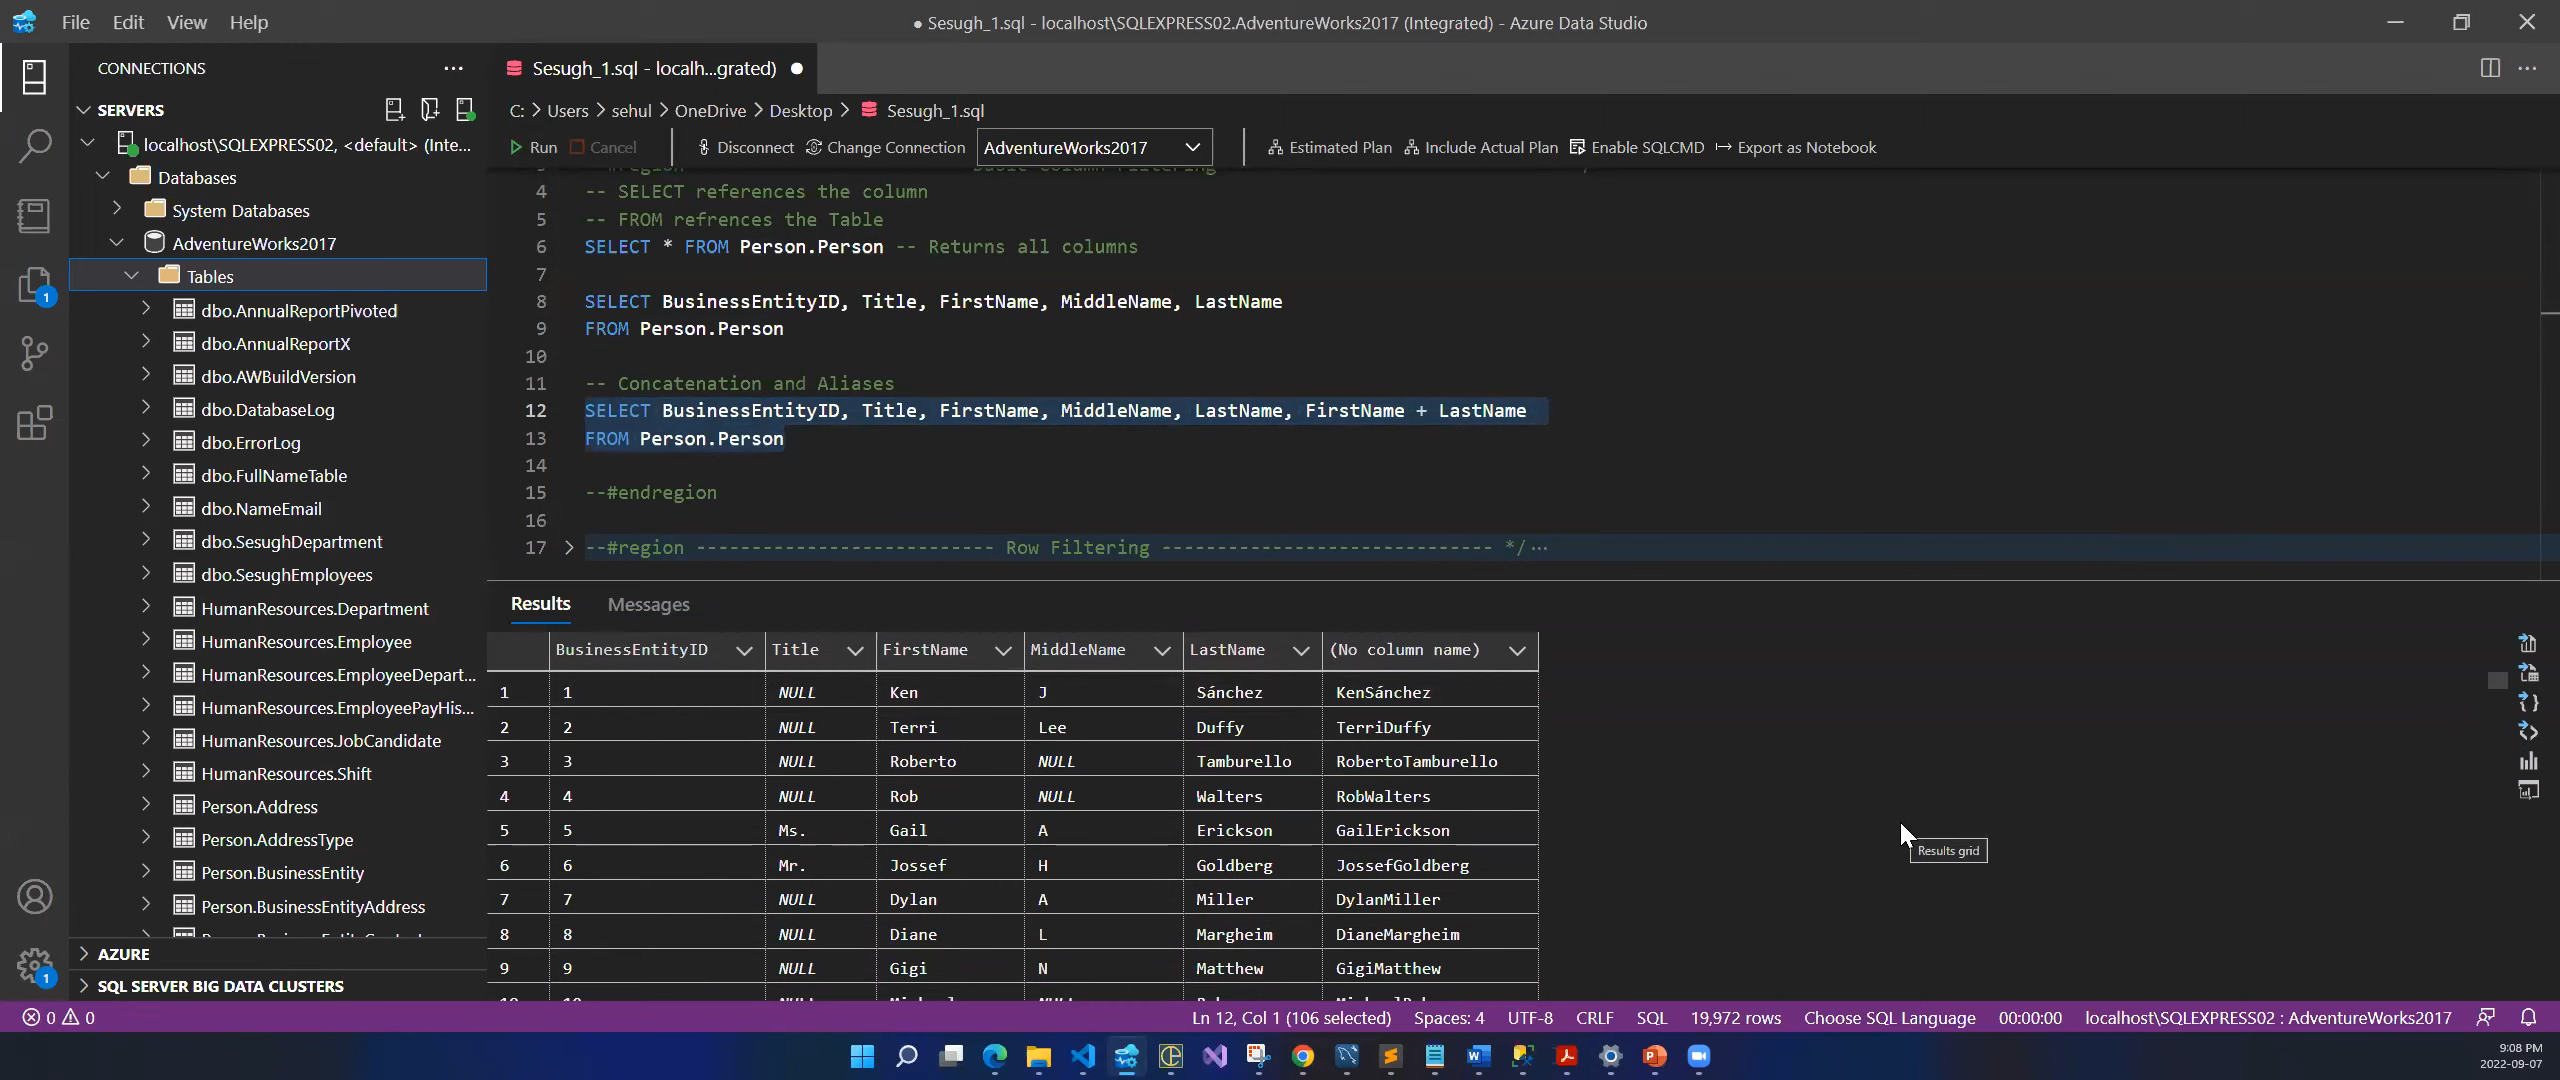 File Edit View Help
● Sesugh_1.sql - localhost\SQLEXPRESS02.AdventureWorks2017 (Integrated) - Azure Data Studio
CONNECTIONS
Sesugh_1.sql - localh...grated)
SERVERS
C: > Users > sehul > OneDrive > Desktop > Sesugh_1.sql
localhost\SQLEXPRESS02, <default> (Inte...
Run Cancel Disconnect Change Connection AdventureWorks2017 Estimated Plan Include Actual Plan Enable SQLCMD Export as Notebook
Databases
System Databases
AdventureWorks2017
Tables
dbo.AnnualReportPivoted
dbo.AnnualReportX
dbo.AWBuildVersion
dbo.DatabaseLog
dbo.ErrorLog
dbo.FullNameTable
dbo.NameEmail
dbo.SesughDepartment
dbo.SesughEmployees
HumanResources.Department
HumanResources.Employee
HumanResources.EmployeeDepart...
HumanResources.EmployeePayHis...
HumanResources.JobCandidate
HumanResources.Shift
Person.Address
Person.AddressType
Person.BusinessEntity
Person.BusinessEntityAddress
AZURE
SQL SERVER BIG DATA CLUSTERS
4 -- SELECT references the column
5 -- FROM refrences the Table
6 SELECT * FROM Person.Person -- Returns all columns
7
8 SELECT BusinessEntityID, Title, FirstName, MiddleName, LastName
9 FROM Person.Person
10
11 -- Concatenation and Aliases
12 SELECT BusinessEntityID, Title, FirstName, MiddleName, LastName, FirstName + LastName
13 FROM Person.Person
14
15 --#endregion
16
17 --#region --------------------------- Row Filtering ------------------------------ */...
Results Messages
BusinessEntityID Title FirstName MiddleName LastName (No column name)
1 1 NULL Ken J Sánchez KenSánchez
2 2 NULL Terri Lee Duffy TerriDuffy
3 3 NULL Roberto NULL Tamburello RobertoTamburello
4 4 NULL Rob NULL Walters RobWalters
5 5 Ms. Gail A Erickson GailErickson
6 6 Mr. Jossef H Goldberg JossefGoldberg
7 7 NULL Dylan A Miller DylanMiller
8 8 NULL Diane L Margheim DianeMargheim
9 9 NULL Gigi N Matthew GigiMatthew
Results grid
1
1
0 0
Ln 12, Col 1 (106 selected) Spaces: 4 UTF-8 CRLF SQL 19,972 rows Choose SQL Language 00:00:00 localhost\SQLEXPRESS02 : AdventureWorks2017
9:08 PM
2022-09-07